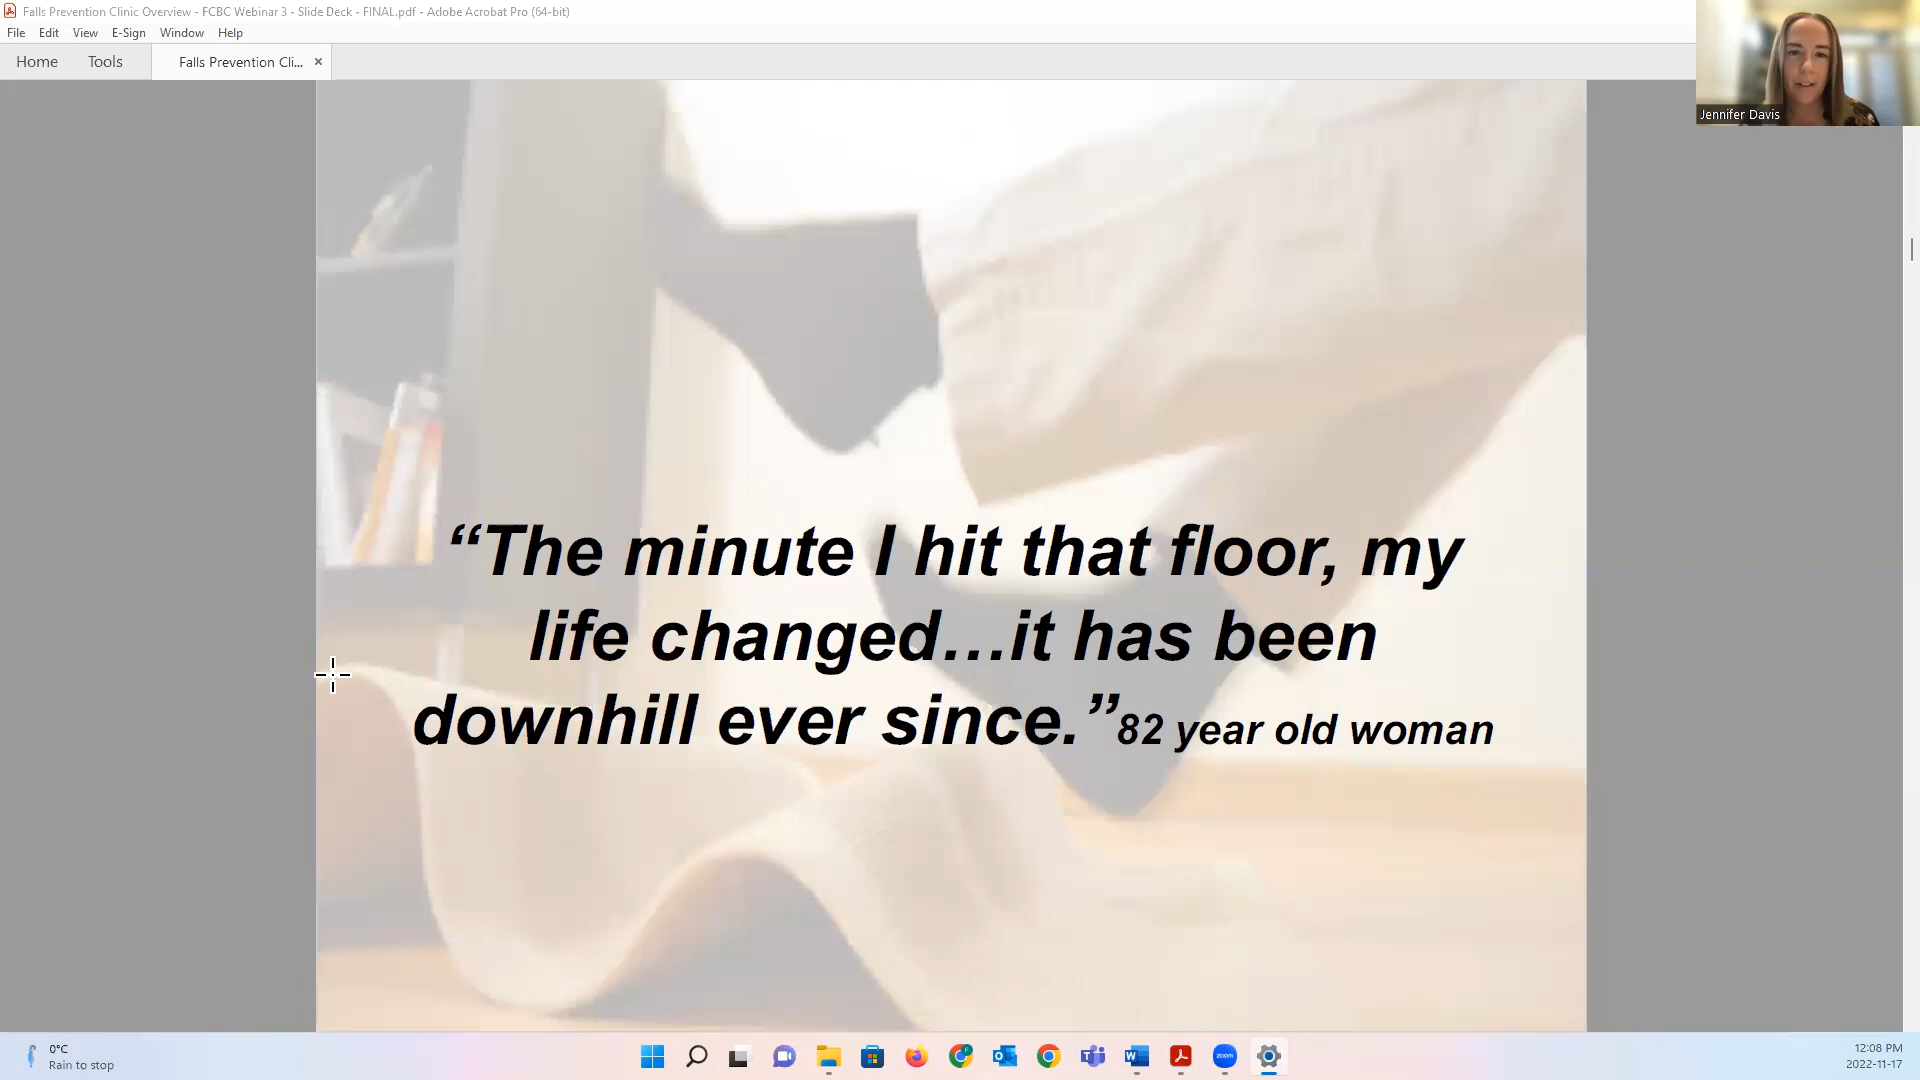 Falls Prevention Clinic Overview - FCBC Webinar 3 - Slide Deck - FINAL.pdf - Adobe Acrobat Pro (64-bit)
File Edit View E-Sign Window Help
Home Tools Falls Prevention Cli... ×
Jennifer Davis
“The minute I hit that floor, my
life changed…it has been
downhill ever since.”82 year old woman
0°C
Rain to stop
zoom
12:08 PM
2022-11-17